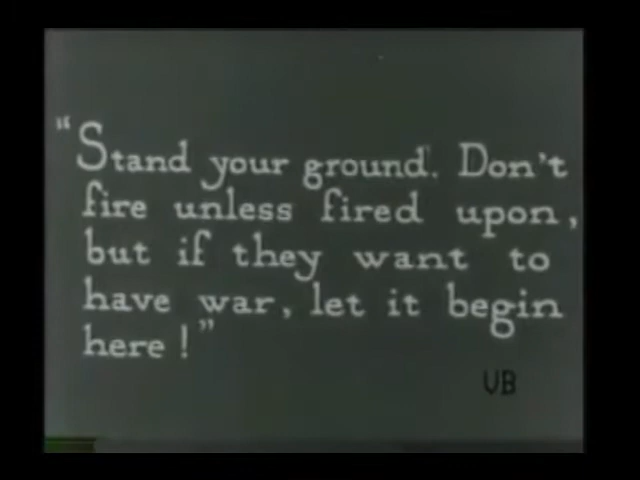 "Stand your ground. Don't
fire unless fired upon,
but if they want to
have war, let it begin
here!"
VB